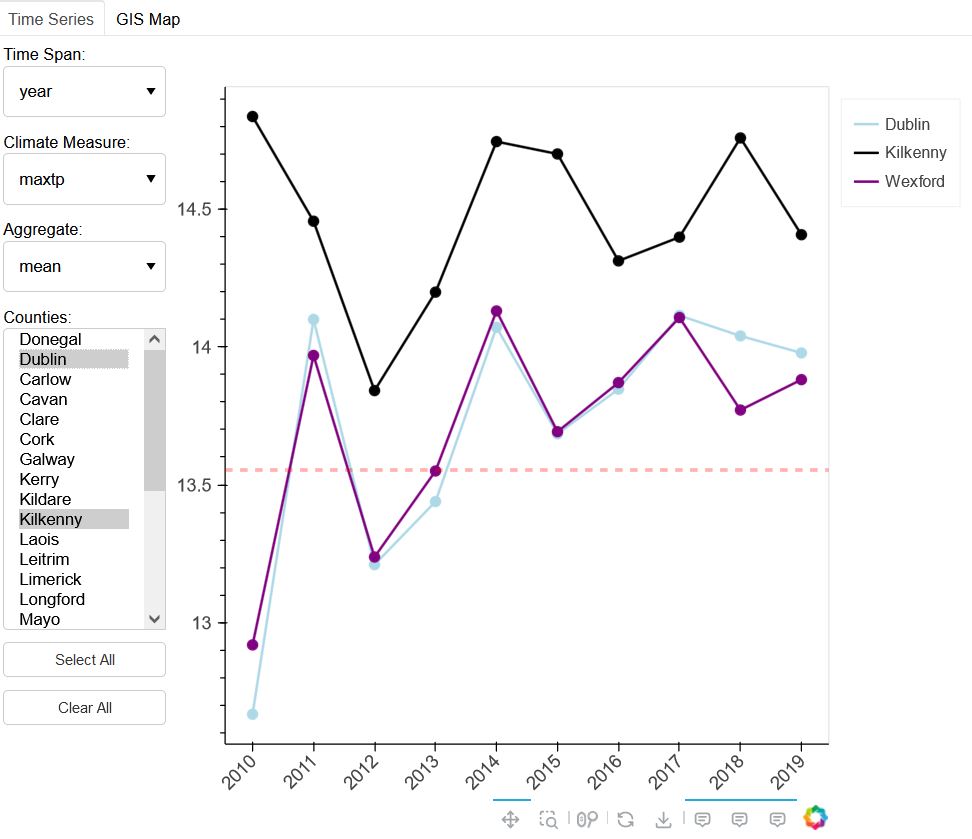 Time Series
GIS Map
Time Span:
year
Climate Measure:
maxtp
Aggregate:
mean
Counties:
Donegal
Dublin
Carlow
Cavan
Clare
Cork
Galway
Kerry
Kildare
Kilkenny
Laois
Leitrim
Limerick
Longford
Mayo
Select All
Clear All
14.5
14
13.5
13
2010
2011
2012
2013
2014
2015
2016
2017
2018
2019
Dublin
Kilkenny
Wexford